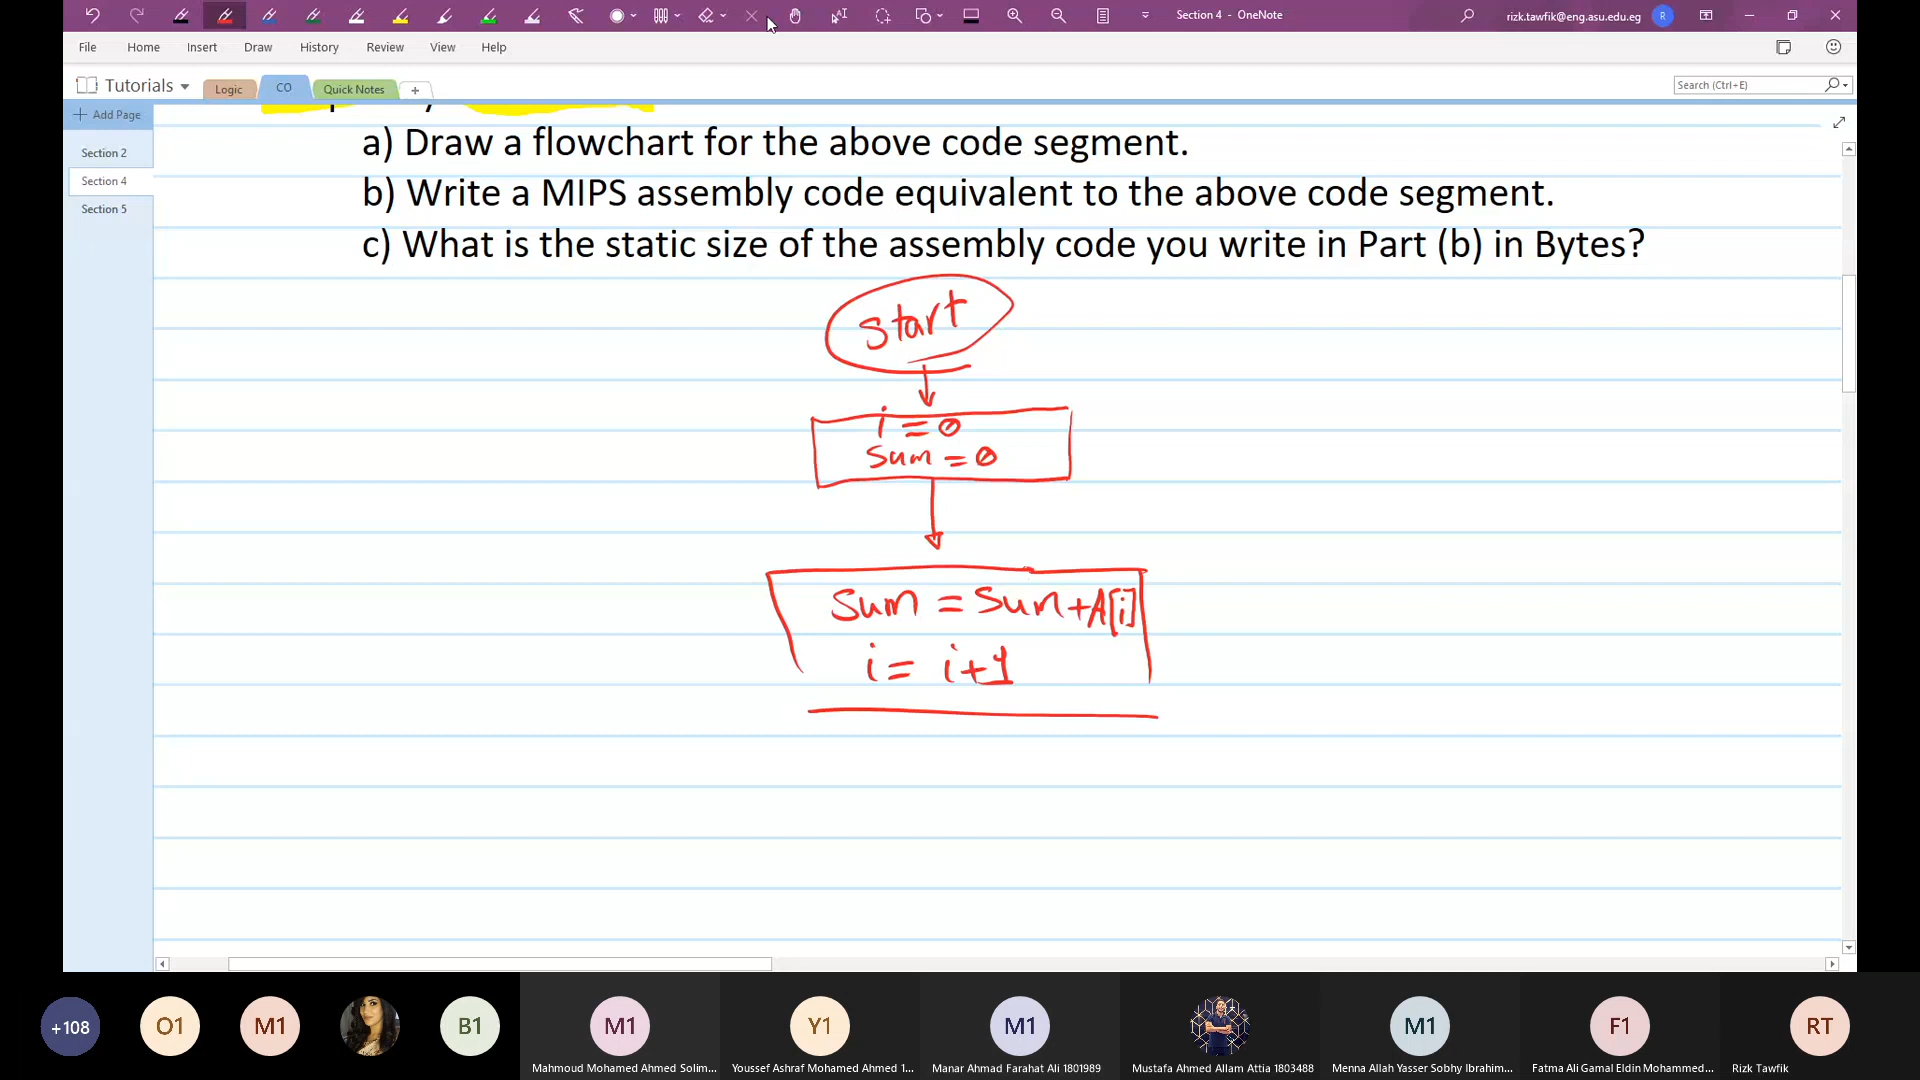 Section 4 - OneNote
rizk.tawfik@eng.asu.edu.eg
R
File Home Insert Draw History Review View Help
Tutorials Logic CO Quick Notes +
Search (Ctrl+E)
Add Page
Section 2
Section 4
Section 5
a) Draw a flowchart for the above code segment.
b) Write a MIPS assembly code equivalent to the above code segment.
c) What is the static size of the assembly code you write in Part (b) in Bytes?
Start
i = 0
Sum = 0
Sum = Sum + A[i]
i = i+1
+108
O1
M1
B1
M1
Y1
M1
M1
F1
RT
Mahmoud Mohamed Ahmed Solim...
Youssef Ashraf Mohamed Ahmed 1...
Manar Ahmad Farahat Ali 1801989
Mustafa Ahmed Allam Attia 1803488
Menna Allah Yasser Sobhy Ibrahim...
Fatma Ali Gamal Eldin Mohammed...
Rizk Tawfik